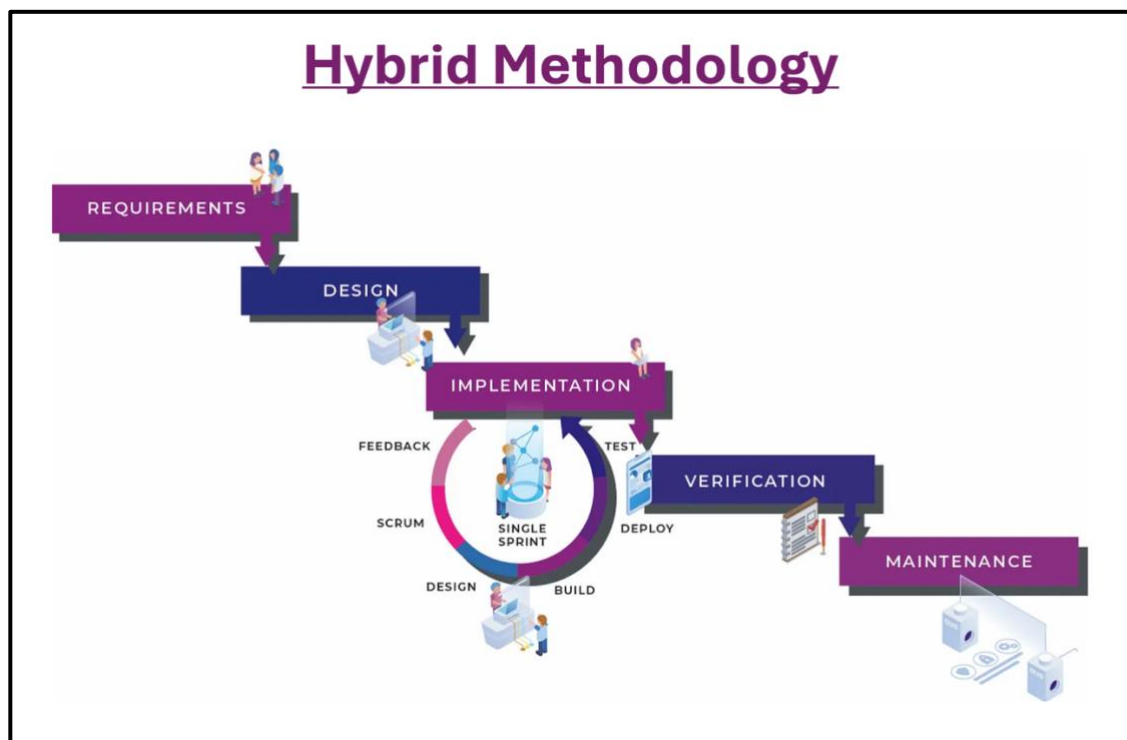 Hybrid Methodology
REQUIREMENTS
DESIGN
IMPLEMENTATION
FEEDBACK
TEST
SCRUM
SINGLE
SPRINT
DEPLOY
DESIGN
BUILD
VERIFICATION
MAINTENANCE